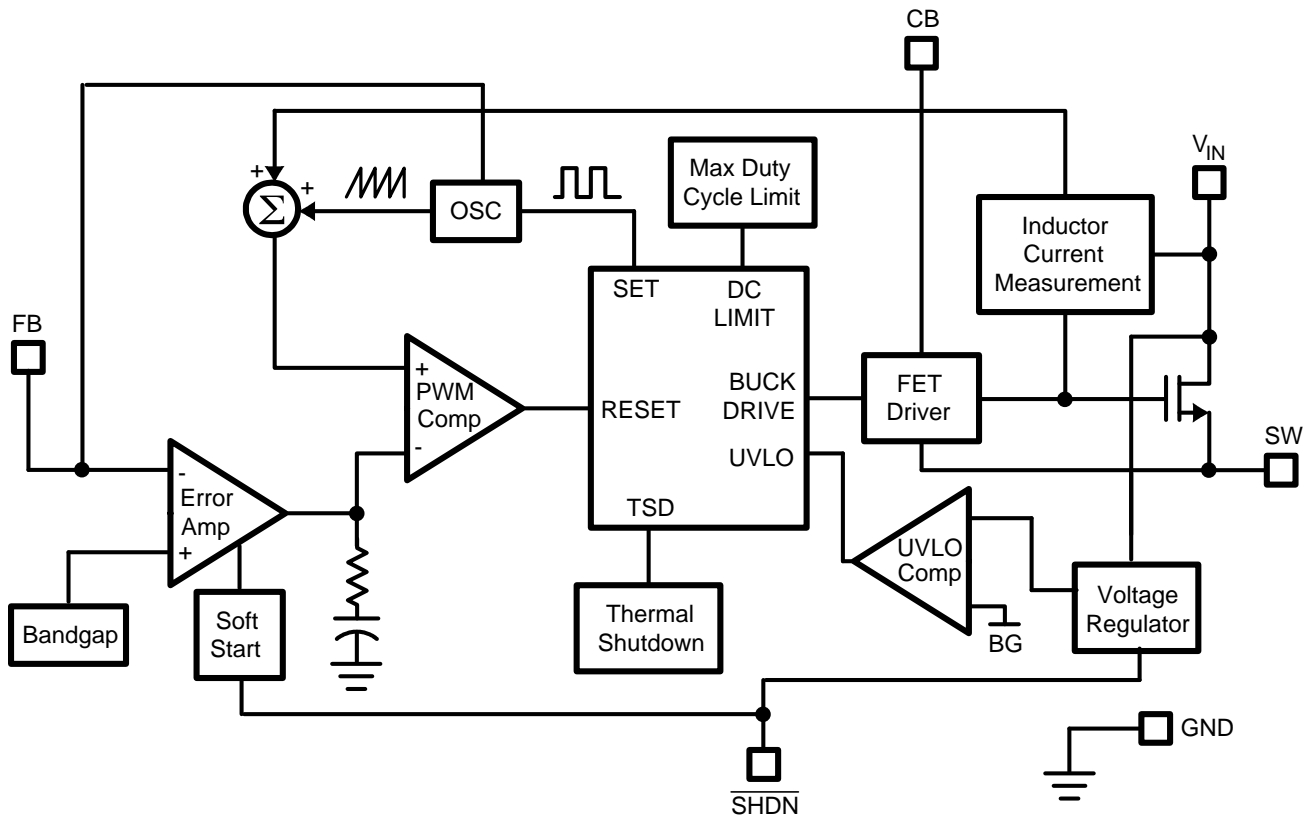 CB
V_IN
+
+
Σ
OSC
Max Duty
Cycle Limit
Inductor
Current
Measurement
SET
DC
LIMIT
FB
+
PWM
Comp
-
RESET
BUCK
DRIVE
FET
Driver
UVLO
SW
-
Error
Amp
+
TSD
UVLO
Comp
BG
Voltage
Regulator
Bandgap
Soft
Start
Thermal
Shutdown
GND
SHDN